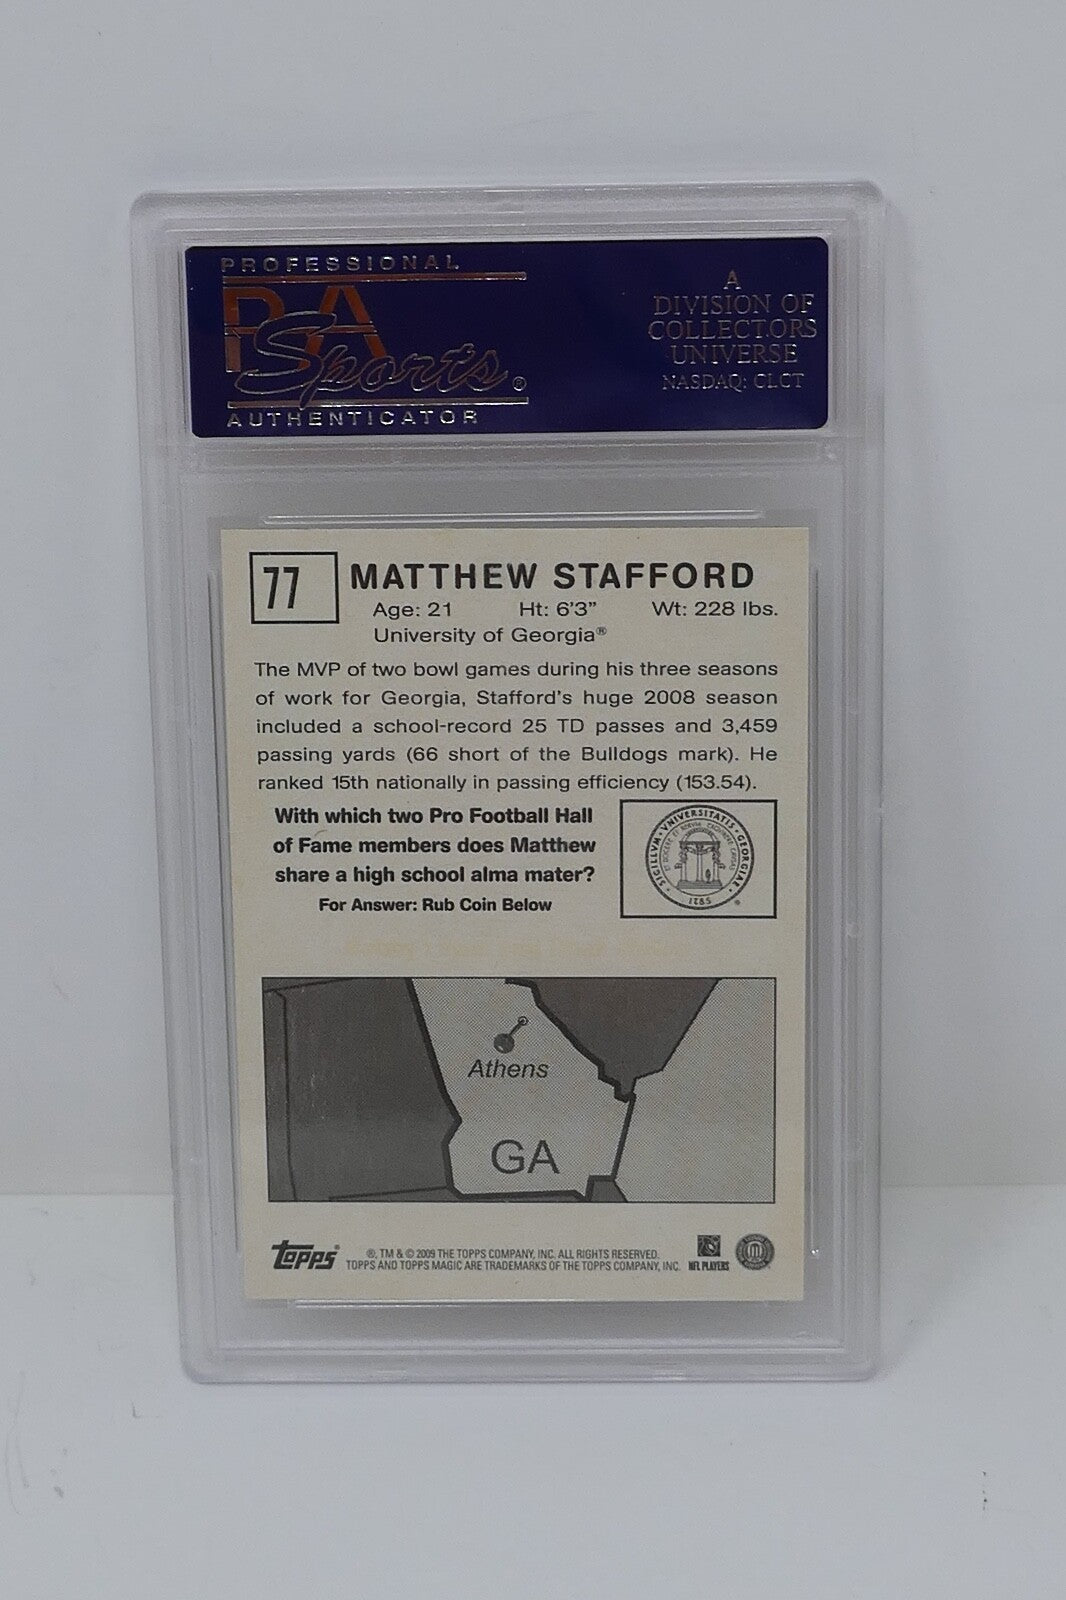 PROFESSIONAL
PSA
Sports®
AUTHENTICATOR
A
DIVISION OF
COLLECTORS
UNIVERSE
NASDAQ: CLCT
77
MATTHEW STAFFORD
Age: 21 Ht: 6'3" Wt: 228 lbs.
University of Georgia®
The MVP of two bowl games during his three seasons
of work for Georgia, Stafford's huge 2008 season
included a school-record 25 TD passes and 3,459
passing yards (66 short of the Bulldogs mark). He
ranked 15th nationally in passing efficiency (153.54).
With which two Pro Football Hall
of Fame members does Matthew
share a high school alma mater?
For Answer: Rub Coin Below
SIGILLVM · VNIVERSITATIS · GEORGIAE
1785
Athens
GA
topps®
®, TM & © 2009 THE TOPPS COMPANY, INC. ALL RIGHTS RESERVED.
TOPPS AND TOPPS MAGIC ARE TRADEMARKS OF THE TOPPS COMPANY, INC.
NFL PLAYERS